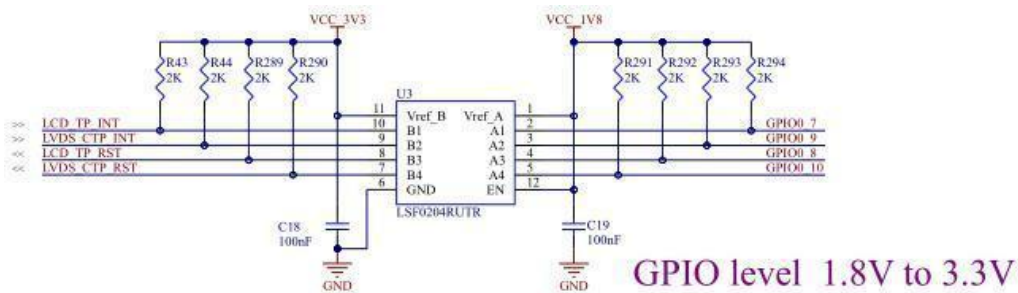 VCC_3V3
VCC_1V8
R43
2K
R44
2K
R289
2K
R290
2K
R291
2K
R292
2K
R293
2K
R294
2K
U3
11
Vref_B
Vref_A
1
>>
LCD_TP_INT
10
B1
A1
2
GPIO0_7
>>
LVDS_CTP_INT
9
B2
A2
3
GPIO0_9
<<
LCD_TP_RST
8
B3
A3
4
GPIO0_8
<<
LVDS_CTP_RST
7
B4
A4
5
GPIO0_10
6
GND
EN
12
LSF0204RUTR
C18
100nF
C19
100nF
GND
GND
GPIO level 1.8V to 3.3V